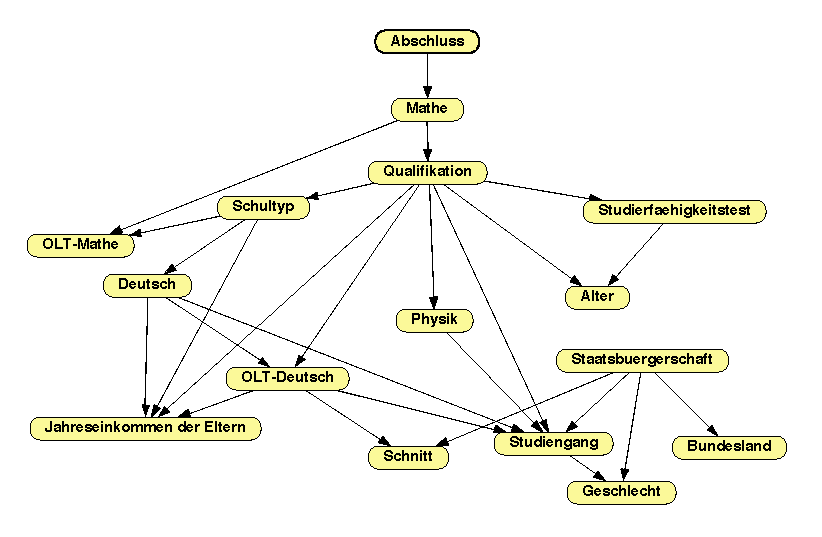 Abschluss
Mathe
Qualifikation
Schultyp
Studierfaehigkeitstest
OLT-Mathe
Deutsch
Alter
Physik
Staatsbuergerschaft
OLT-Deutsch
Jahreseinkommen der Eltern
Studiengang
Bundesland
Schnitt
Geschlecht